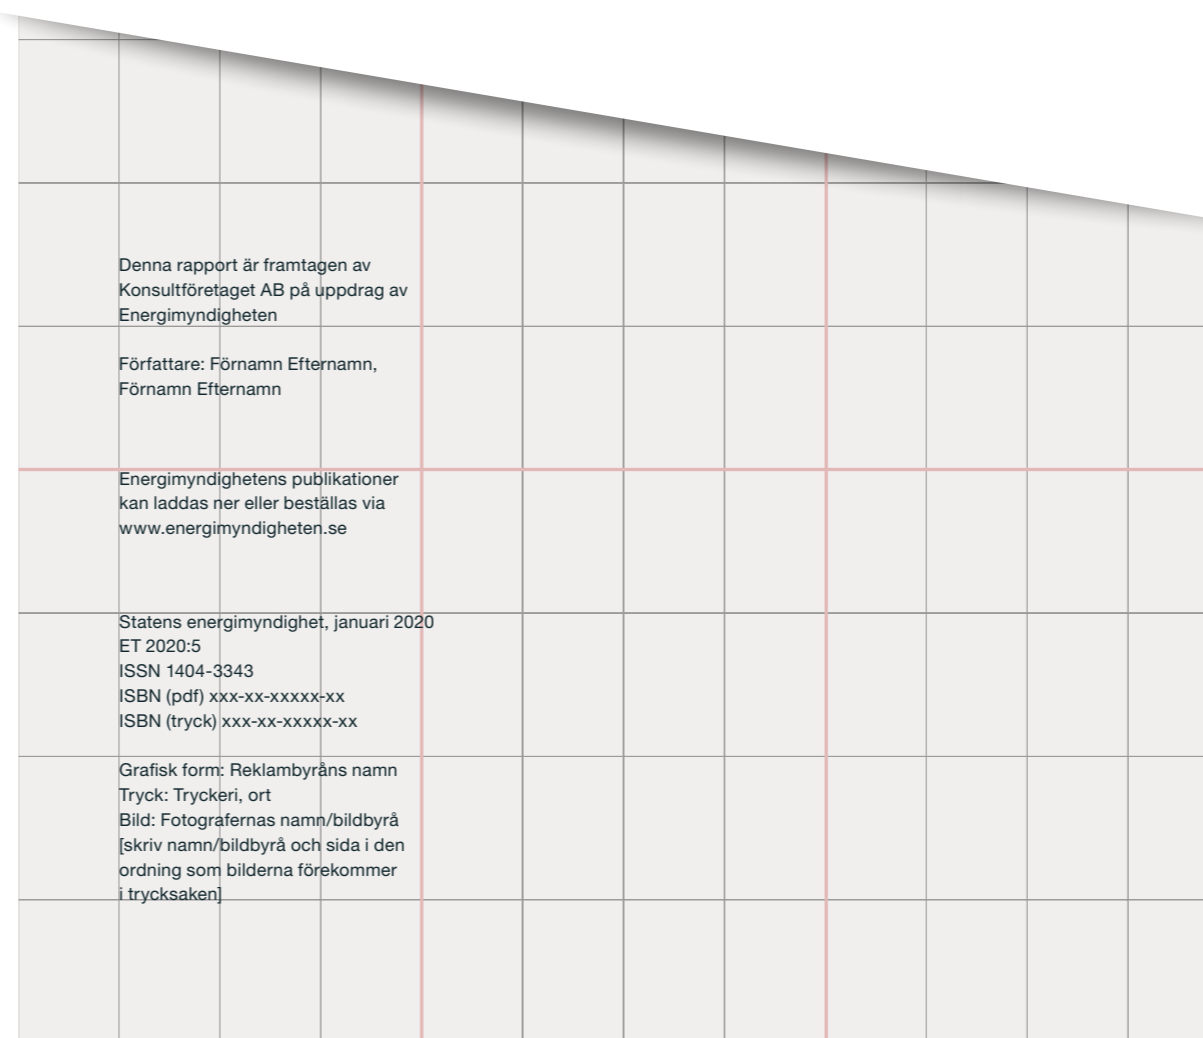 Denna rapport är framtagen av
Konsultföretaget AB på uppdrag av
Energimyndigheten
Författare: Förnamn Efternamn,
Förnamn Efternamn
Energimyndighetens publikationer
kan laddas ner eller beställas via
www.energimyndigheten.se
Statens energimyndighet, januari 2020
ET 2020:5
ISSN 1404-3343
ISBN (pdf) xxx-xx-xxxxx-xx
ISBN (tryck) xxx-xx-xxxxx-xx
Grafisk form: Reklambyråns namn
Tryck: Tryckeri, ort
Bild: Fotografernas namn/bildbyrå
[skriv namn/bildbyrå och sida i den
ordning som bilderna förekommer
i trycksaken]